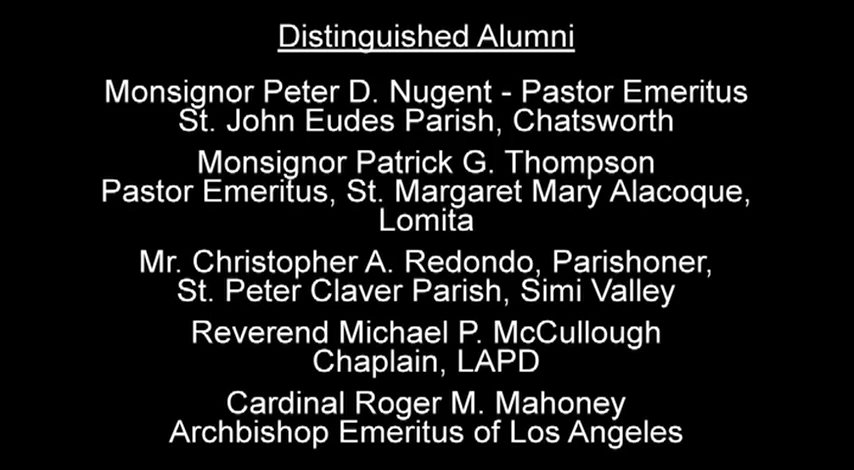 Distinguished Alumni
Monsignor Peter D. Nugent - Pastor Emeritus
St. John Eudes Parish, Chatsworth
Monsignor Patrick G. Thompson
Pastor Emeritus, St. Margaret Mary Alacoque,
Lomita
Mr. Christopher A. Redondo, Parishoner,
St. Peter Claver Parish, Simi Valley
Reverend Michael P. McCullough
Chaplain, LAPD
Cardinal Roger M. Mahoney
Archbishop Emeritus of Los Angeles